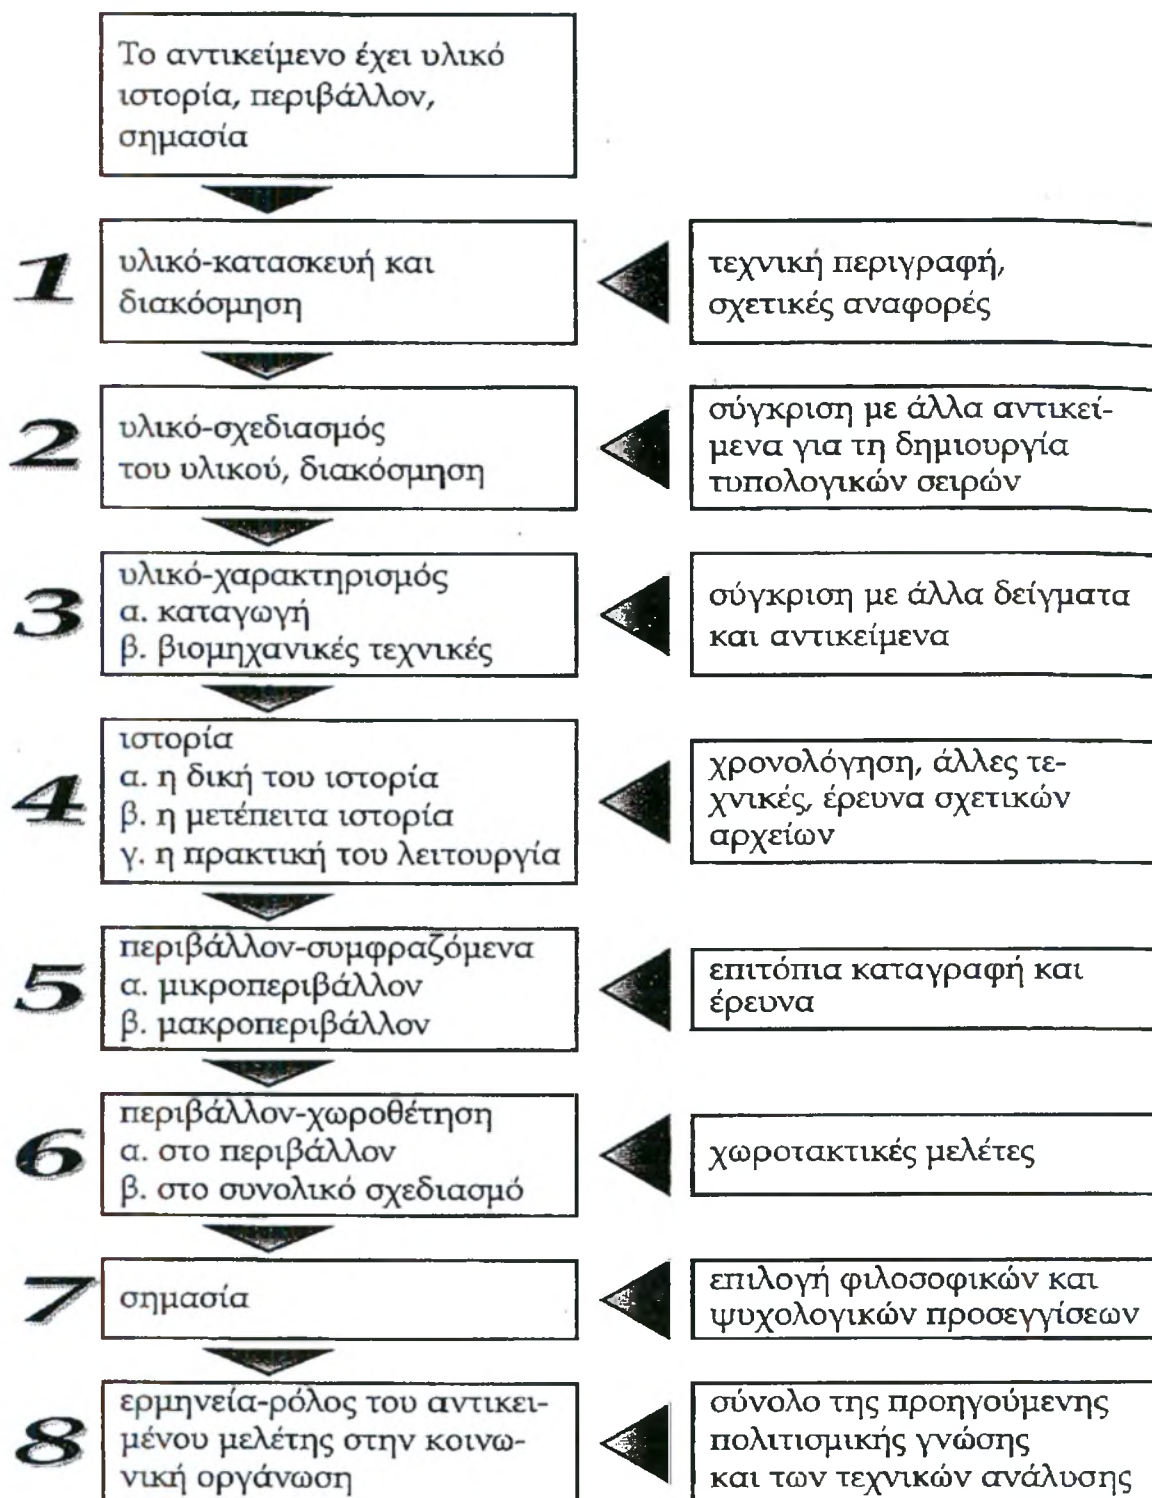 Το αντικείμενο έχει υλικό
ιστορία, περιβάλλον,
σημασία
1
υλικό-κατασκευή και
διακόσμηση
τεχνική περιγραφή,
σχετικές αναφορές
2
υλικό-σχεδιασμός
του υλικού, διακόσμηση
σύγκριση με άλλα αντικεί-
μενα για τη δημιουργία
τυπολογικών σειρών
3
υλικό-χαρακτηρισμός
α. καταγωγή
β. βιομηχανικές τεχνικές
σύγκριση με άλλα δείγματα
και αντικείμενα
4
ιστορία
α. η δική του ιστορία
β. η μετέπειτα ιστορία
γ. η πρακτική του λειτουργία
χρονολόγηση, άλλες τε-
χνικές, έρευνα σχετικών
αρχείων
5
περιβάλλον-συμφραζόμενα
α. μικροπεριβάλλον
β. μακροπεριβάλλον
επιτόπια καταγραφή και
έρευνα
6
περιβάλλον-χωροθέτηση
α. στο περιβάλλον
β. στο συνολικό σχεδιασμό
χωροτακτικές μελέτες
7
σημασία
επιλογή φιλοσοφικών και
ψυχολογικών προσεγγίσεων
8
ερμηνεία-ρόλος του αντικει-
μένου μελέτης στην κοινω-
νική οργάνωση
σύνολο της προηγούμενης
πολιτισμικής γνώσης
και των τεχνικών ανάλυσης